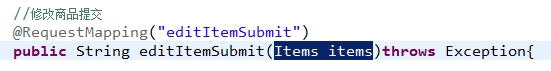 //修改商品提交
@RequestMapping("editItemSubmit")
public String editItemSubmit(Items items)throws Exception{